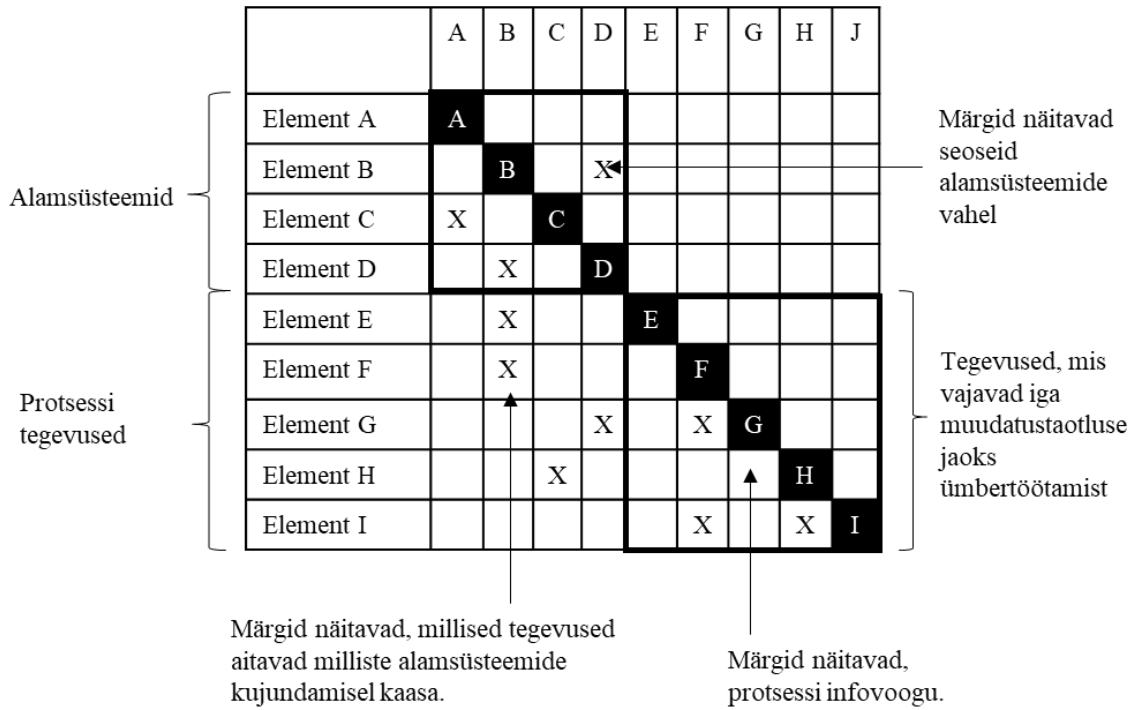 A B C D E F G H J
Element A A
Element B B X
Element C X C
Element D X D
Element E X E
Element F X F
Element G X X G
Element H X H
Element I X X I
Alamsüsteemid
Protsessi
tegevused
Märgid näitavad
seoseid
alamsüsteemide
vahel
Tegevused, mis
vajavad iga
muudatustaotluse
jaoks
ümbertöötamist
Märgid näitavad, millised tegevused
aitavad milliste alamsüsteemide
kujundamisel kaasa.
Märgid näitavad,
protsessi infovoogu.